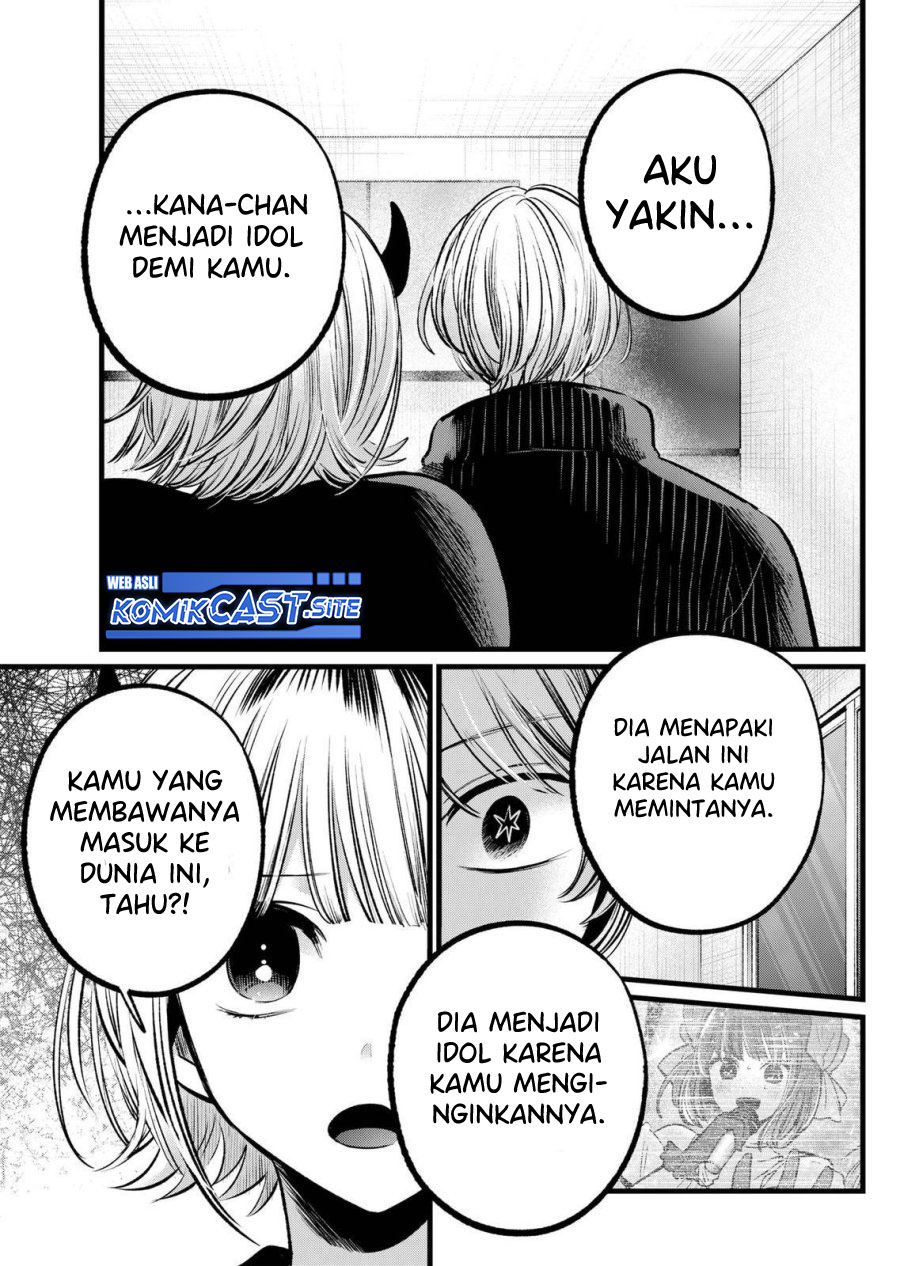 AKU
YAKIN...
...KANA-CHAN
MENJADI IDOL
DEMI KAMU.
WEB ASLI
KOMIKCAST.SITE
DIA MENAPAKI
JALAN INI
KARENA KAMU
MEMINTANYA.
DIA MENJADI
IDOL KARENA
KAMU MENGI-
NGINKANNYA.
KAMU YANG
MEMBAWANYA
MASUK KE
DUNIA INI,
TAHU?!